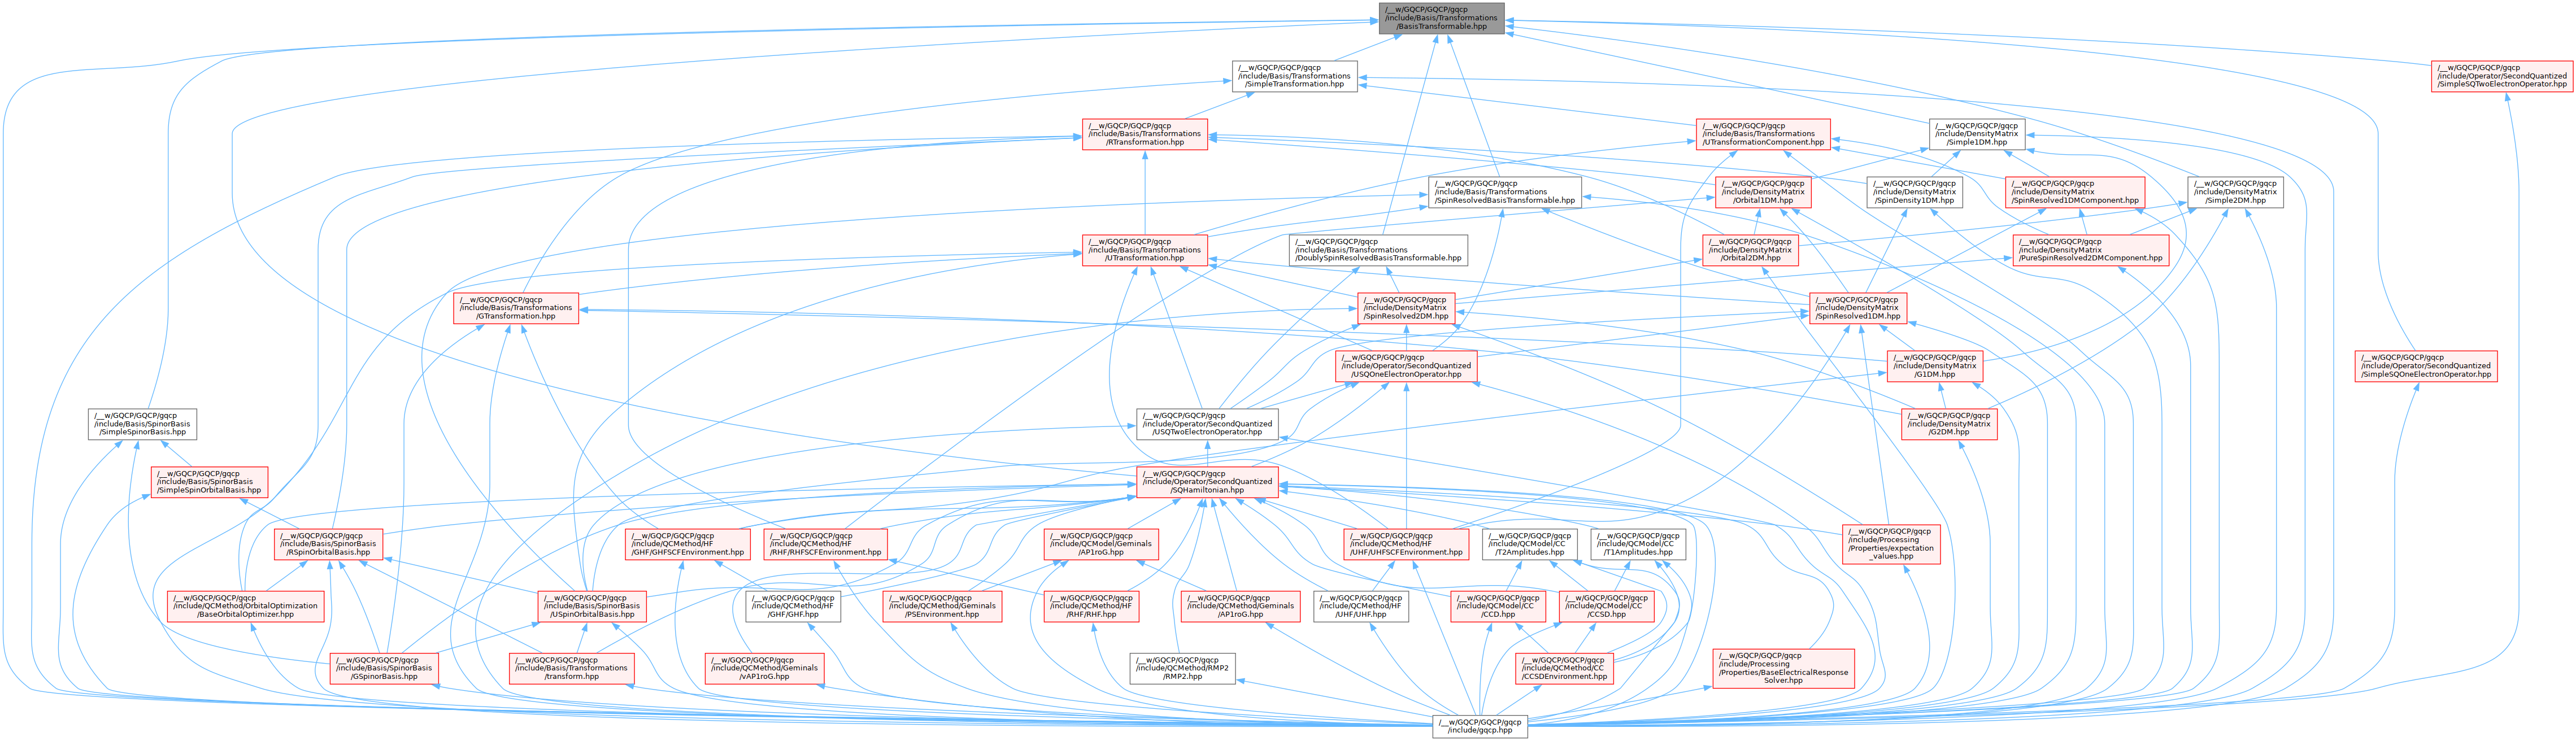 /__w/GQCP/GQCP/gqcp
/include/Basis/Transformations
/BasisTransformable.hpp
/__w/GQCP/GQCP/gqcp
/include/Basis/Transformations
/SimpleTransformation.hpp
/__w/GQCP/GQCP/gqcp
/include/Operator/SecondQuantized
/SimpleSQTwoElectronOperator.hpp
/__w/GQCP/GQCP/gqcp
/include/Basis/Transformations
/RTransformation.hpp
/__w/GQCP/GQCP/gqcp
/include/Basis/Transformations
/UTransformationComponent.hpp
/__w/GQCP/GQCP/gqcp
/include/DensityMatrix
/Simple1DM.hpp
/__w/GQCP/GQCP/gqcp
/include/Basis/Transformations
/SpinResolvedBasisTransformable.hpp
/__w/GQCP/GQCP/gqcp
/include/DensityMatrix
/Orbital1DM.hpp
/__w/GQCP/GQCP/gqcp
/include/DensityMatrix
/SpinDensity1DM.hpp
/__w/GQCP/GQCP/gqcp
/include/DensityMatrix
/SpinResolved1DMComponent.hpp
/__w/GQCP/GQCP/gqcp
/include/DensityMatrix
/Simple2DM.hpp
/__w/GQCP/GQCP/gqcp
/include/Basis/Transformations
/UTransformation.hpp
/__w/GQCP/GQCP/gqcp
/include/Basis/Transformations
/DoublySpinResolvedBasisTransformable.hpp
/__w/GQCP/GQCP/gqcp
/include/DensityMatrix
/Orbital2DM.hpp
/__w/GQCP/GQCP/gqcp
/include/DensityMatrix
/PureSpinResolved2DMComponent.hpp
/__w/GQCP/GQCP/gqcp
/include/Basis/Transformations
/GTransformation.hpp
/__w/GQCP/GQCP/gqcp
/include/DensityMatrix
/SpinResolved2DM.hpp
/__w/GQCP/GQCP/gqcp
/include/DensityMatrix
/SpinResolved1DM.hpp
/__w/GQCP/GQCP/gqcp
/include/Operator/SecondQuantized
/USQOneElectronOperator.hpp
/__w/GQCP/GQCP/gqcp
/include/DensityMatrix
/G1DM.hpp
/__w/GQCP/GQCP/gqcp
/include/Operator/SecondQuantized
/SimpleSQOneElectronOperator.hpp
/__w/GQCP/GQCP/gqcp
/include/Basis/SpinorBasis
/SimpleSpinorBasis.hpp
/__w/GQCP/GQCP/gqcp
/include/Operator/SecondQuantized
/USQTwoElectronOperator.hpp
/__w/GQCP/GQCP/gqcp
/include/DensityMatrix
/G2DM.hpp
/__w/GQCP/GQCP/gqcp
/include/Basis/SpinorBasis
/SimpleSpinOrbitalBasis.hpp
/__w/GQCP/GQCP/gqcp
/include/Operator/SecondQuantized
/SQHamiltonian.hpp
/__w/GQCP/GQCP/gqcp
/include/Basis/SpinorBasis
/RSpinOrbitalBasis.hpp
/__w/GQCP/GQCP/gqcp
/include/QCMethod/HF
/GHF/GHFSCFEnvironment.hpp
/__w/GQCP/GQCP/gqcp
/include/QCMethod/HF
/RHF/RHFSCFEnvironment.hpp
/__w/GQCP/GQCP/gqcp
/include/QCModel/Geminals
/AP1roG.hpp
/__w/GQCP/GQCP/gqcp
/include/QCMethod/HF
/UHF/UHFSCFEnvironment.hpp
/__w/GQCP/GQCP/gqcp
/include/QCModel/CC
/T2Amplitudes.hpp
/__w/GQCP/GQCP/gqcp
/include/QCModel/CC
/T1Amplitudes.hpp
/__w/GQCP/GQCP/gqcp
/include/Processing
/Properties/expectation
_values.hpp
/__w/GQCP/GQCP/gqcp
/include/QCMethod/OrbitalOptimization
/BaseOrbitalOptimizer.hpp
/__w/GQCP/GQCP/gqcp
/include/Basis/SpinorBasis
/USpinOrbitalBasis.hpp
/__w/GQCP/GQCP/gqcp
/include/QCMethod/HF
/GHF/GHF.hpp
/__w/GQCP/GQCP/gqcp
/include/QCMethod/Geminals
/PSEnvironment.hpp
/__w/GQCP/GQCP/gqcp
/include/QCMethod/HF
/RHF/RHF.hpp
/__w/GQCP/GQCP/gqcp
/include/QCMethod/Geminals
/AP1roG.hpp
/__w/GQCP/GQCP/gqcp
/include/QCMethod/HF
/UHF/UHF.hpp
/__w/GQCP/GQCP/gqcp
/include/QCModel/CC
/CCD.hpp
/__w/GQCP/GQCP/gqcp
/include/QCModel/CC
/CCSD.hpp
/__w/GQCP/GQCP/gqcp
/include/Basis/SpinorBasis
/GSpinorBasis.hpp
/__w/GQCP/GQCP/gqcp
/include/Basis/Transformations
/transform.hpp
/__w/GQCP/GQCP/gqcp
/include/QCMethod/Geminals
/vAP1roG.hpp
/__w/GQCP/GQCP/gqcp
/include/QCMethod/RMP2
/RMP2.hpp
/__w/GQCP/GQCP/gqcp
/include/QCMethod/CC
/CCSDEnvironment.hpp
/__w/GQCP/GQCP/gqcp
/include/Processing
/Properties/BaseElectricalResponse
Solver.hpp
/__w/GQCP/GQCP/gqcp
/include/gqcp.hpp